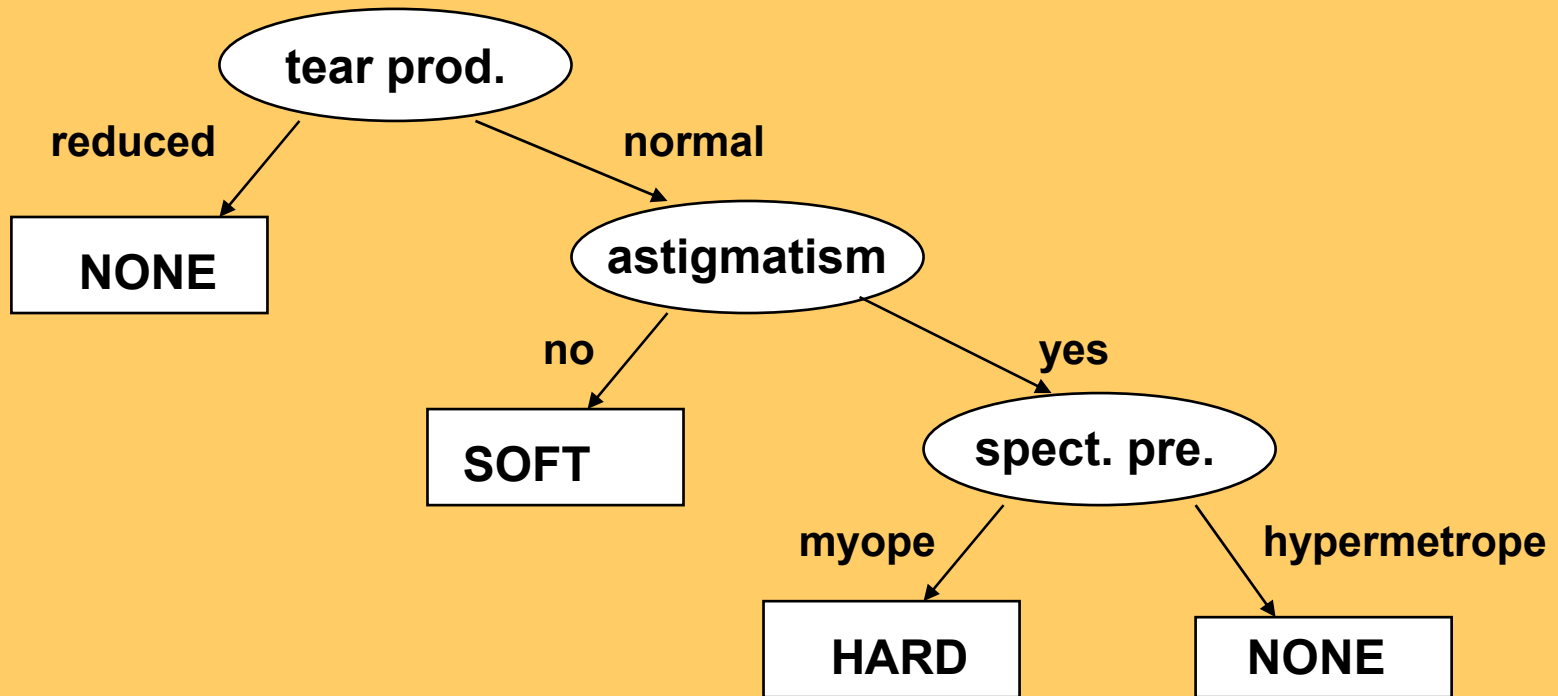 tear prod.
reduced
normal
NONE
astigmatism
no
yes
SOFT
spect. pre.
myope
hypermetrope
HARD
NONE